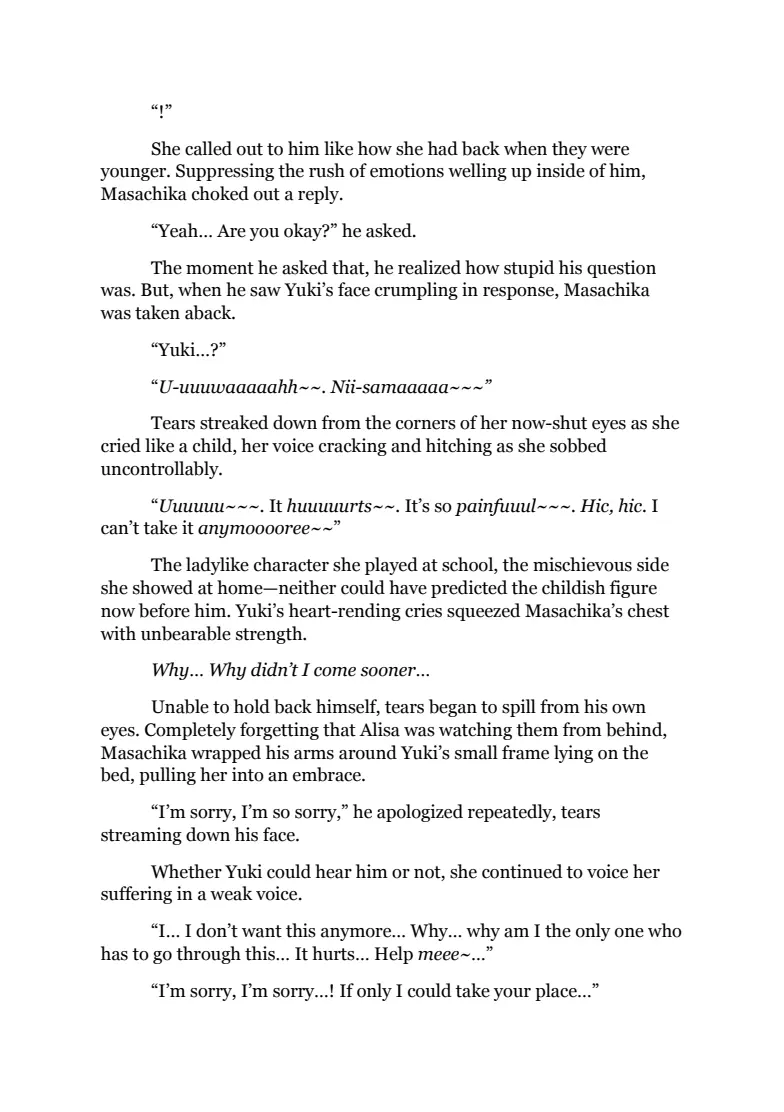 “!”
She called out to him like how she had back when they were
younger. Suppressing the rush of emotions welling up inside of him,
Masachika choked out a reply.
“Yeah… Are you okay?” he asked.
The moment he asked that, he realized how stupid his question
was. But, when he saw Yuki’s face crumpling in response, Masachika
was taken aback.
“Yuki…?”
“U-uuuwaaaaahh~~. Nii-samaaaaa~~~”
Tears streaked down from the corners of her now-shut eyes as she
cried like a child, her voice cracking and hitching as she sobbed
uncontrollably.
“Uuuuuu~~~. It huuuuurts~~. It’s so painfuuul~~~. Hic, hic. I
can’t take it anymooooree~~”
The ladylike character she played at school, the mischievous side
she showed at home—neither could have predicted the childish figure
now before him. Yuki’s heart-rending cries squeezed Masachika’s chest
with unbearable strength.
Why… Why didn’t I come sooner…
Unable to hold back himself, tears began to spill from his own
eyes. Completely forgetting that Alisa was watching them from behind,
Masachika wrapped his arms around Yuki’s small frame lying on the
bed, pulling her into an embrace.
“I’m sorry, I’m so sorry,” he apologized repeatedly, tears
streaming down his face.
Whether Yuki could hear him or not, she continued to voice her
suffering in a weak voice.
“I… I don’t want this anymore… Why… why am I the only one who
has to go through this… It hurts… Help meee~…”
“I’m sorry, I’m sorry…! If only I could take your place…”